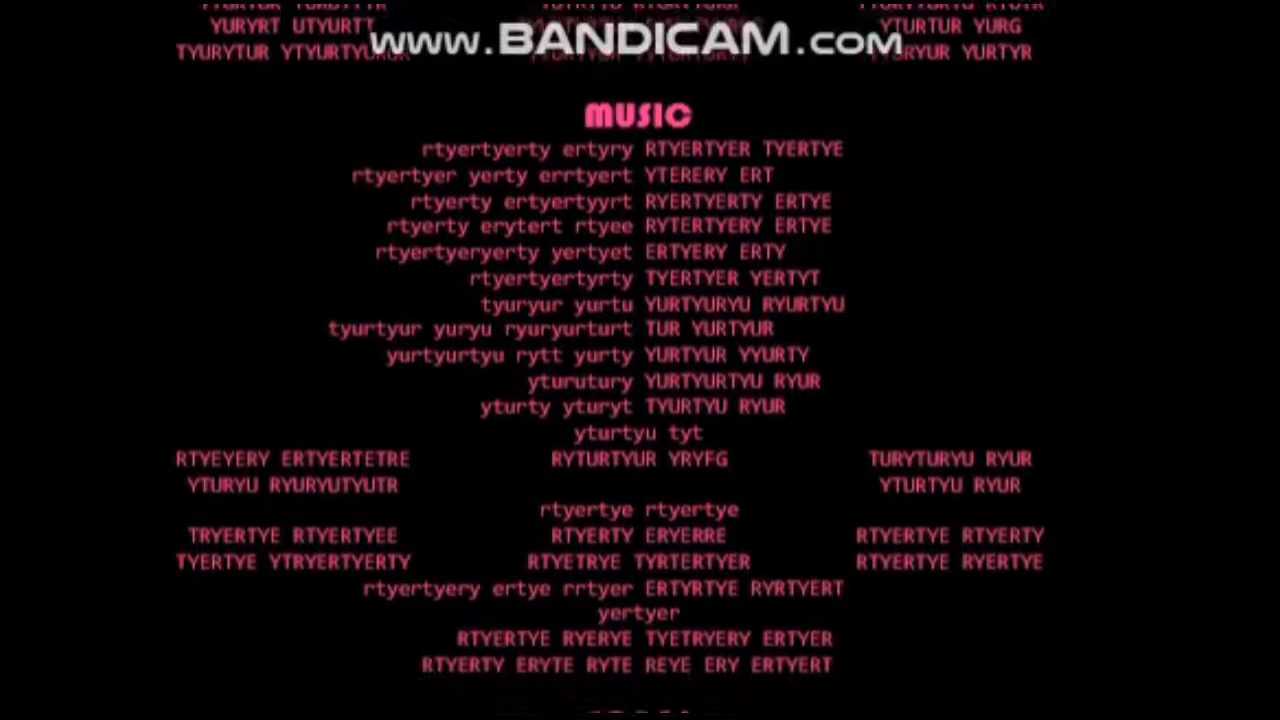 YURYRT UTYURTT YTURTUR YURG
www.BANDICAM.com
TYURYTUR
YURTYR
MUSIC
rtyertyerty ertyry RTYERTYER TYERTYE
rtyertyer yerty errtyert YTERERY ERT
rtyerty ertyertyyrt RYERTYERTY ERTYE
rtyerty erytert rtyee RYTERTYERY ERTYE
rtyertyeryerty yertyet ERTYERY ERTY
rtyertyertyrty TYERTYER YERTYT
tyuryur yurtu YURTYURYU RYURTYU
tyurtyur yuryu ryuryurturt TUR YURTYUR
yurtyurtyu rytt yurty YURTYUR YYURTY
yturutury YURTYURTYU RYUR
yturty yturyt TYURTYU RYUR
yturtyu tyt
RTYEYERY ERTYERTETRE RYTURTYUR YRYFG TURYTURYU RYUR
YTURYU RYURYUTYUTR YTURTYU RYUR
rtyertye rtyertye
TRYERTYE RTYERTYEE RTYERTY ERYERRE RTYERTYE RTYERTY
TYERTYE YTRYERTYERTY RTYETRYE TYRTERTYER RTYERTYE RYERTYE
rtyertyery ertye rrtyer ERTYRTYE RYRTYERT
yertyer
RTYERTYE RYERYE TYETRYERY ERTYER
RTYERTY ERYTE RYTE REYE ERY ERTYERT